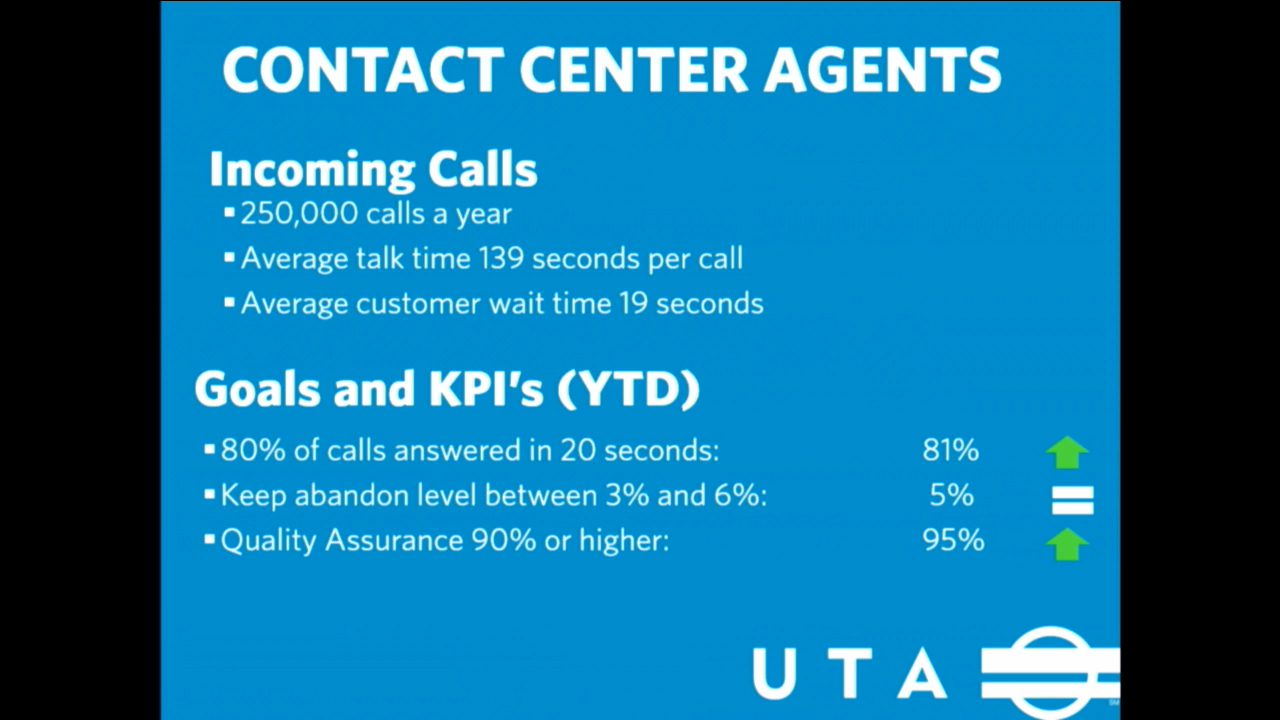 CONTACT CENTER AGENTS
Incoming Calls
▪250,000 calls a year
▪Average talk time 139 seconds per call
▪Average customer wait time 19 seconds
Goals and KPI’s (YTD)
▪80% of calls answered in 20 seconds: 81%
▪Keep abandon level between 3% and 6%: 5%
▪Quality Assurance 90% or higher: 95%
UTA
SM